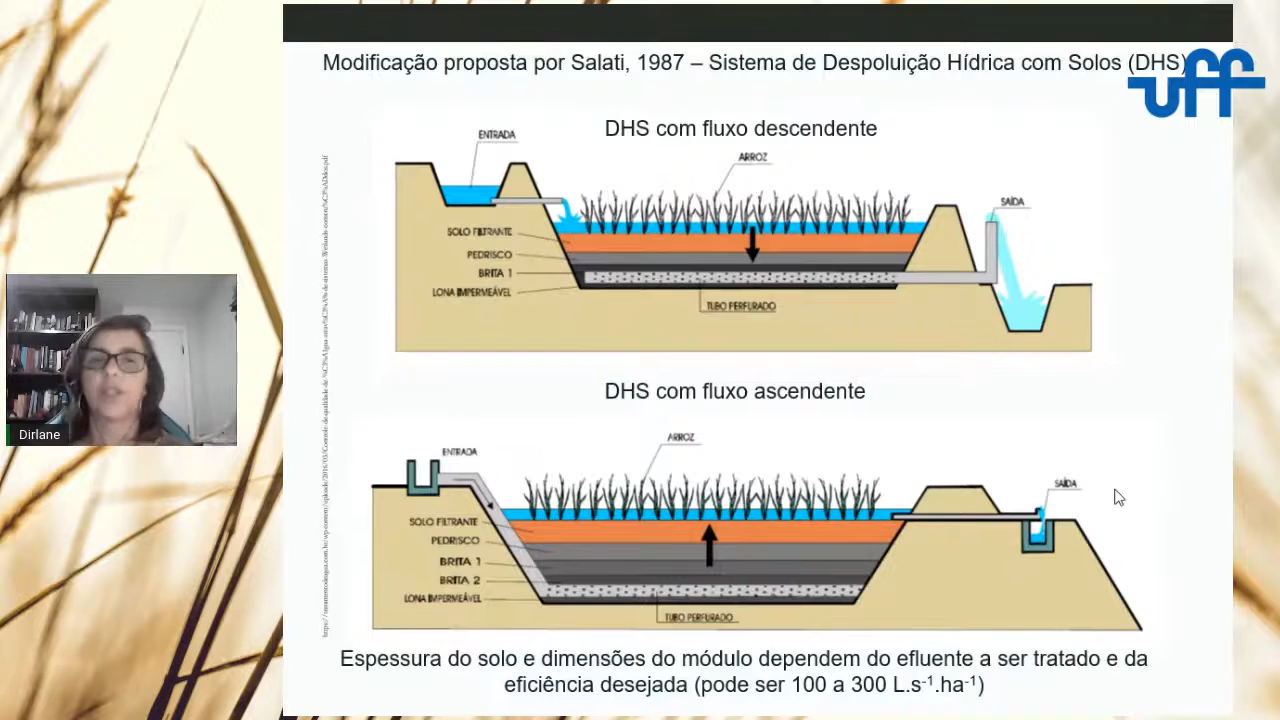 Modificação proposta por Salati, 1987 – Sistema de Despoluição Hídrica com Solos (DHS)
uff
DHS com fluxo descendente
ENTRADA
ARROZ
SAÍDA
SOLO FILTRANTE
PEDRISCO
BRITA 1
LONA IMPERMEÁVEL
TUBO PERFURADO
Dirlane
DHS com fluxo ascendente
ARROZ
ENTRADA
SAÍDA
SOLO FILTRANTE
PEDRISCO
BRITA 1
BRITA 2
LONA IMPERMEÁVEL
TUBO PERFURADO
Espessura do solo e dimensões do módulo dependem do efluente a ser tratado e da
eficiência desejada (pode ser 100 a 300 L.s⁻¹.ha⁻¹)